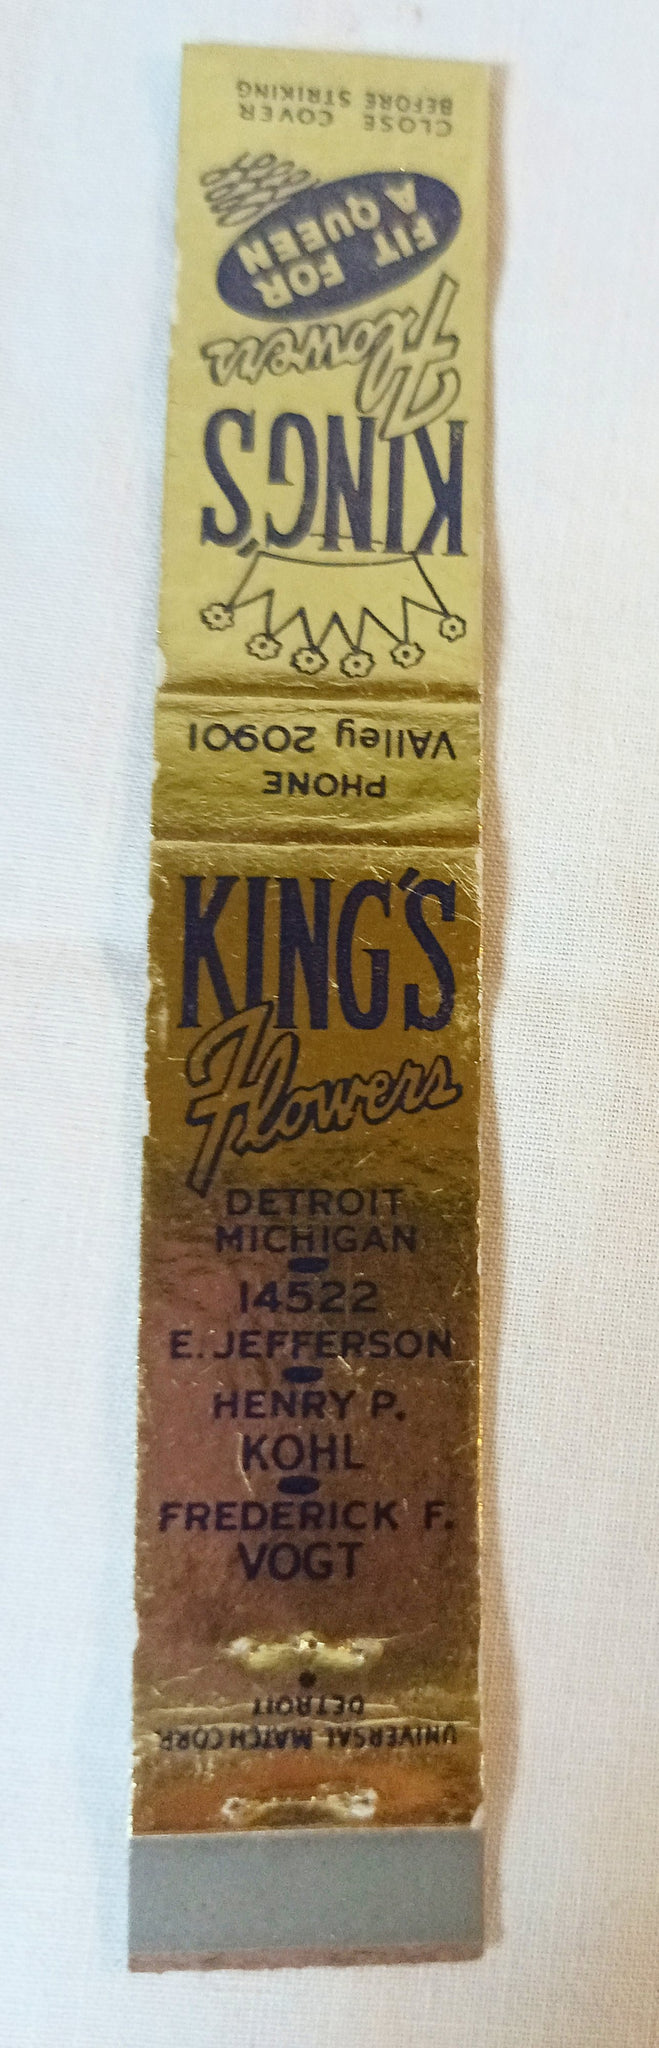 CLOSE COVER
BEFORE STRIKING
FIT FOR
A QUEEN
KING'S
Flowers
PHONE
VAlley 20901
KING'S
Flowers
DETROIT
MICHIGAN
14522
E. JEFFERSON
HENRY P.
KOHL
FREDERICK F.
VOGT
UNIVERSAL MATCH CORP.
DETROIT